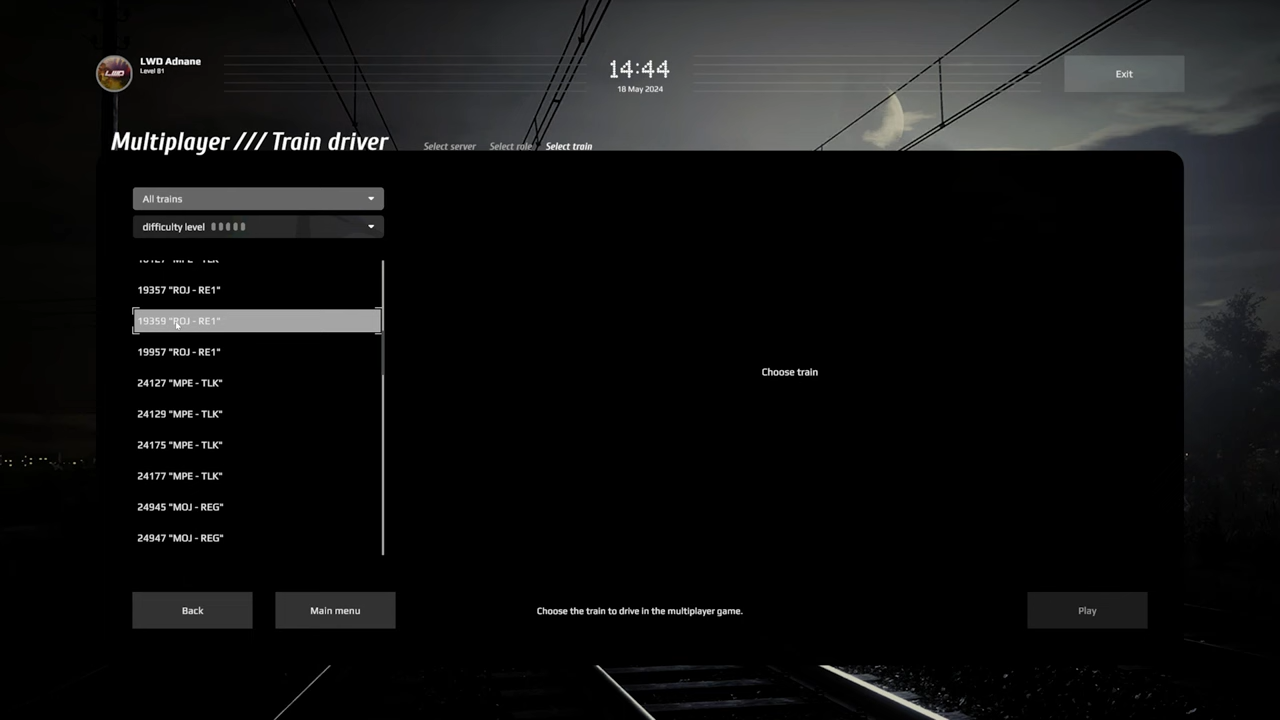 LWD Adnane
Level 81
14:44
18 May 2024
Exit
Multiplayer /// Train driver
Select server
Select role
Select train
All trains
difficulty level
19357 "ROJ - RE1"
19359 "ROJ - RE1"
19957 "ROJ - RE1"
24127 "MPE - TLK"
24129 "MPE - TLK"
24175 "MPE - TLK"
24177 "MPE - TLK"
24945 "MOJ - REG"
24947 "MOJ - REG"
Choose train
Back
Main menu
Choose the train to drive in the multiplayer game.
Play